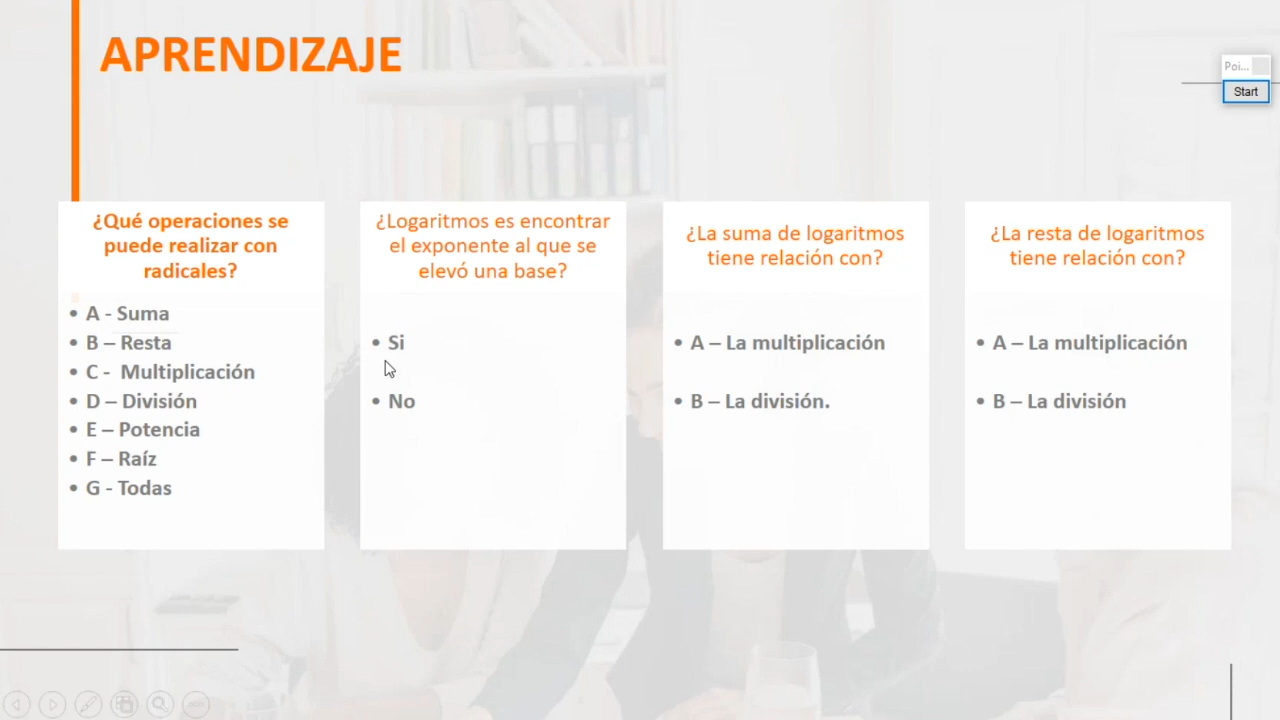 APRENDIZAJE
Poi...
Start
¿Qué operaciones se
puede realizar con
radicales?
• A - Suma
• B – Resta
• C - Multiplicación
• D – División
• E – Potencia
• F – Raíz
• G - Todas
¿Logaritmos es encontrar
el exponente al que se
elevó una base?
• Si
• No
¿La suma de logaritmos
tiene relación con?
• A – La multiplicación
• B – La división.
¿La resta de logaritmos
tiene relación con?
• A – La multiplicación
• B – La división